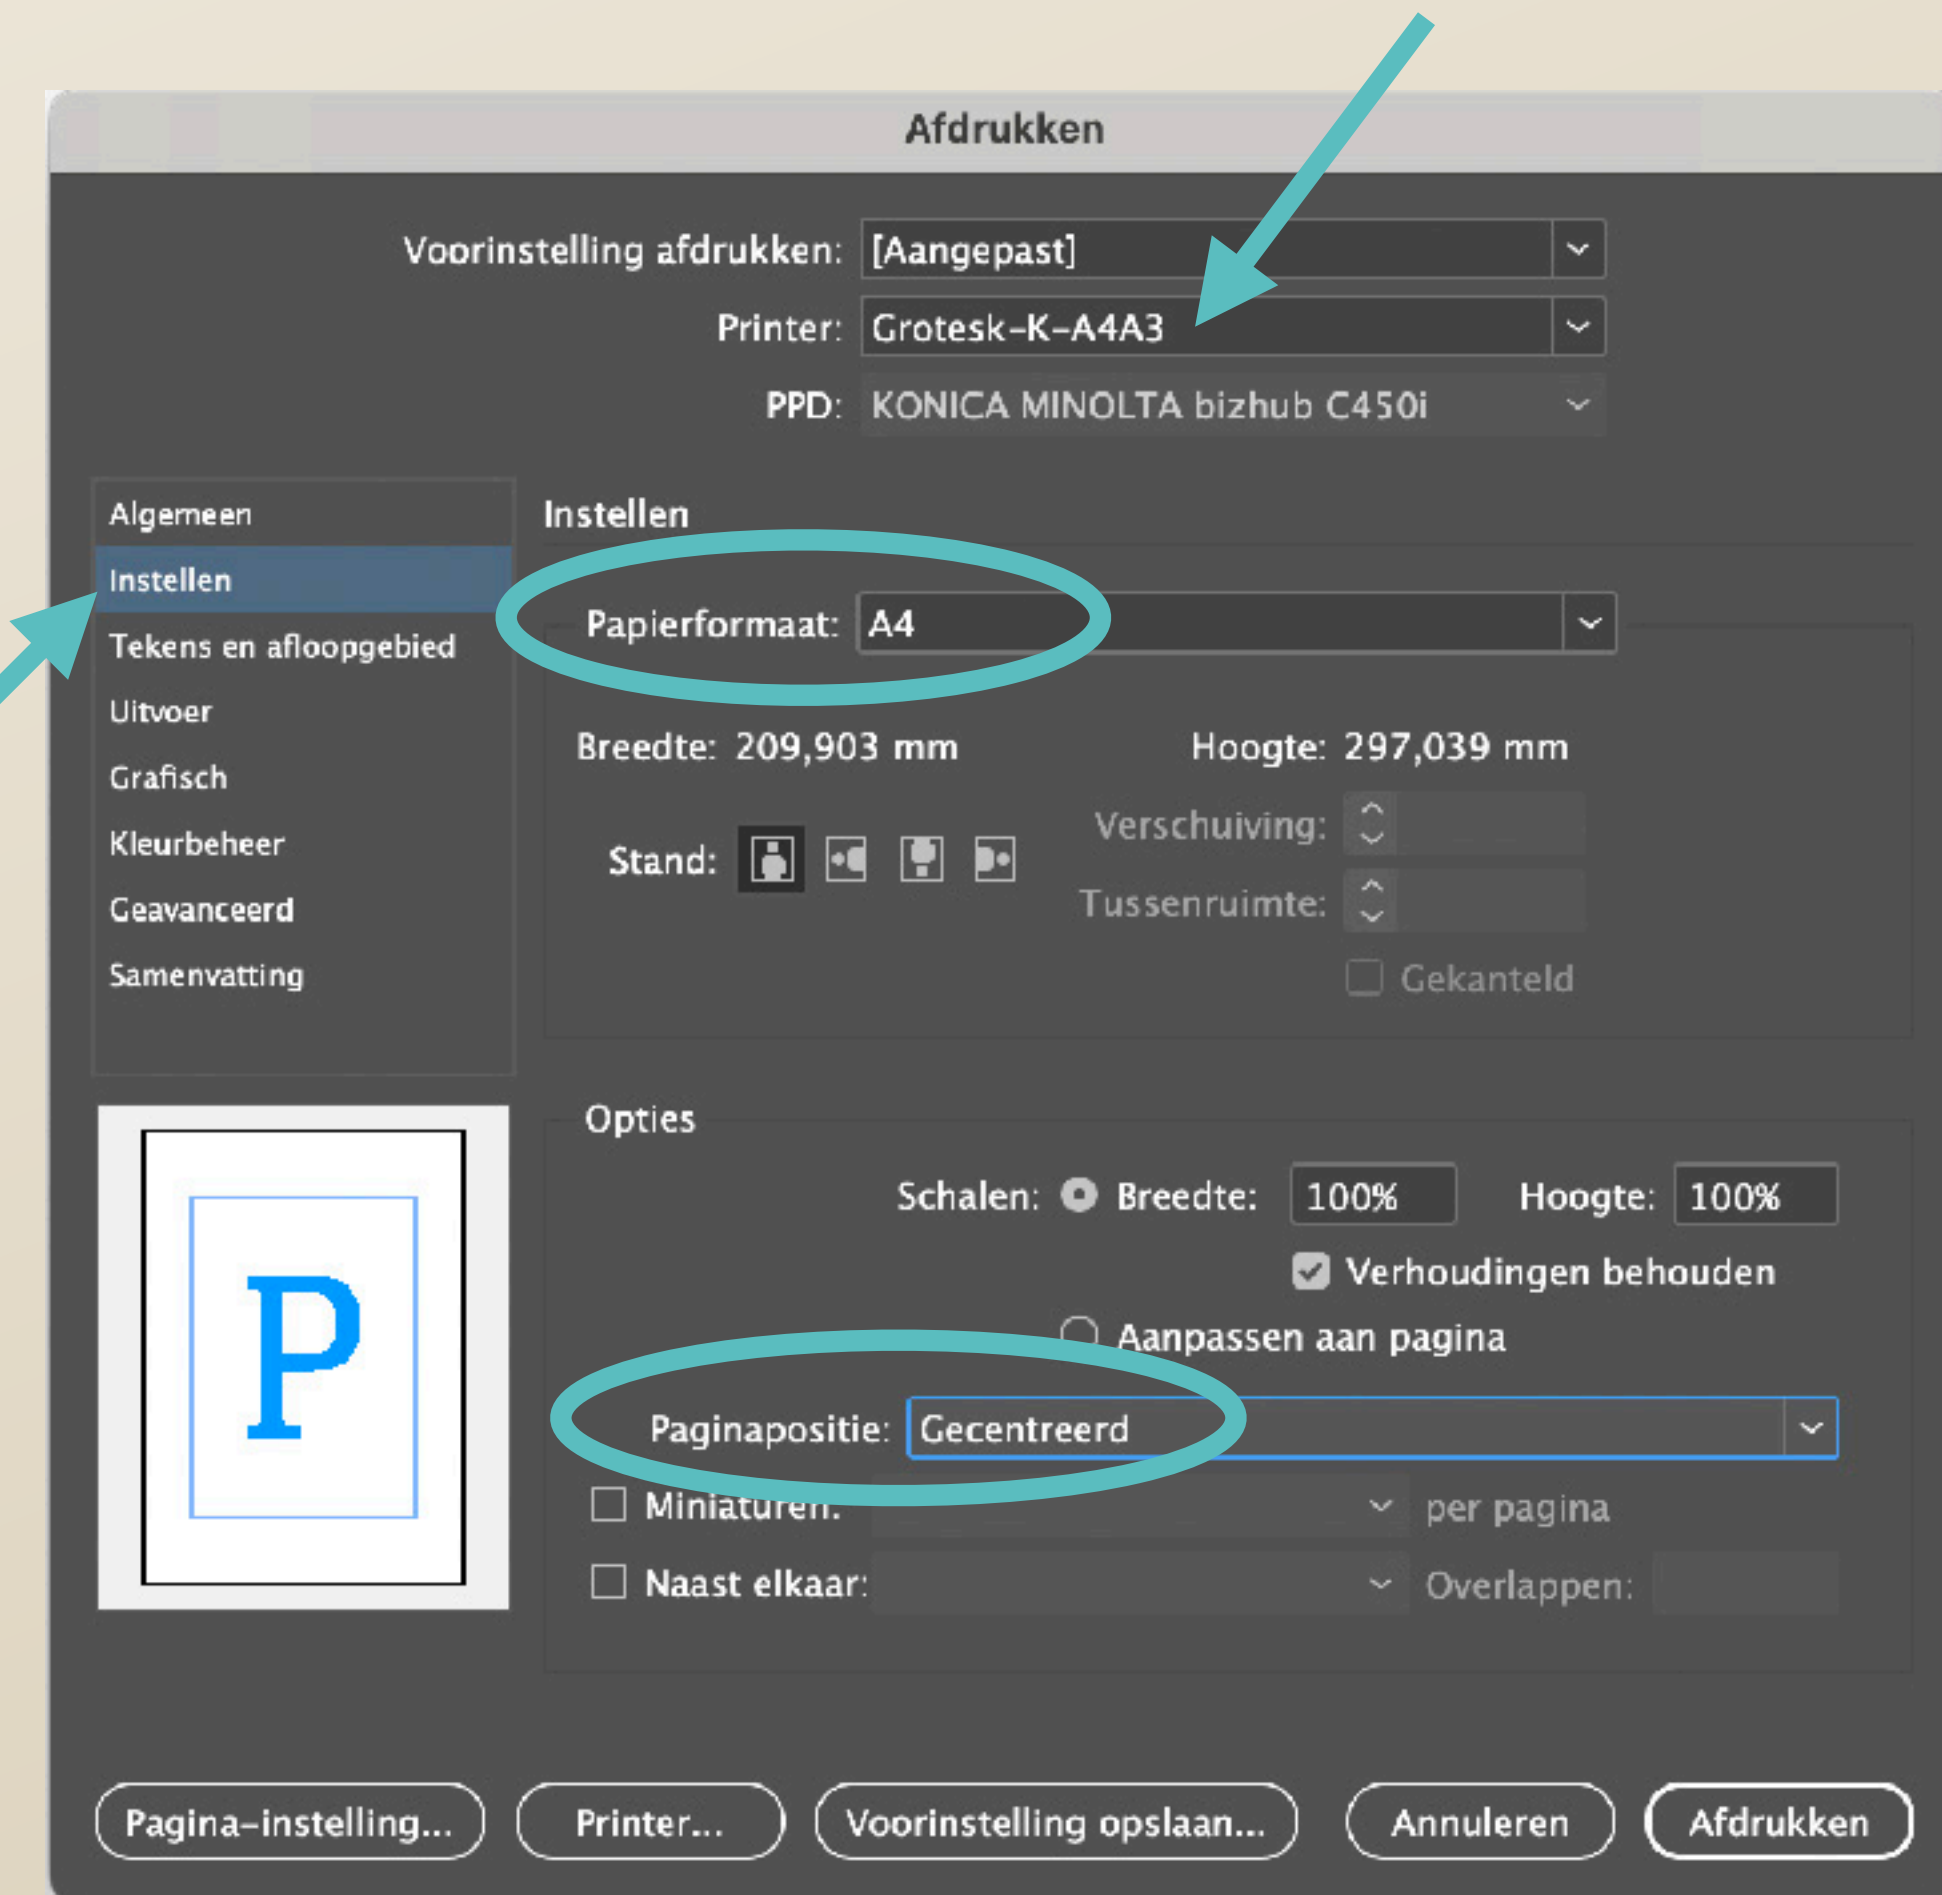 Afdrukken
Voorinstelling afdrukken: [Aangepast]
Printer: Grotesk-K-A4A3
PPD: KONICA MINOLTA bizhub C450i
Algemeen
Instellen
Tekens en afloopgebied
Uitvoer
Grafisch
Kleurbeheer
Geavanceerd
Samenvatting
Instellen
Papierformaat: A4
Breedte: 209,903 mm Hoogte: 297,039 mm
Stand: Verschuiving:
Tussenruimte:
Gekanteld
P
Opties
Schalen: Breedte: 100% Hoogte: 100%
Verhoudingen behouden
Aanpassen aan pagina
Paginapositie: Gecentreerd
Miniaturen: per pagina
Naast elkaar: Overlappen:
Pagina-instelling... Printer... Voorinstelling opslaan... Annuleren Afdrukken